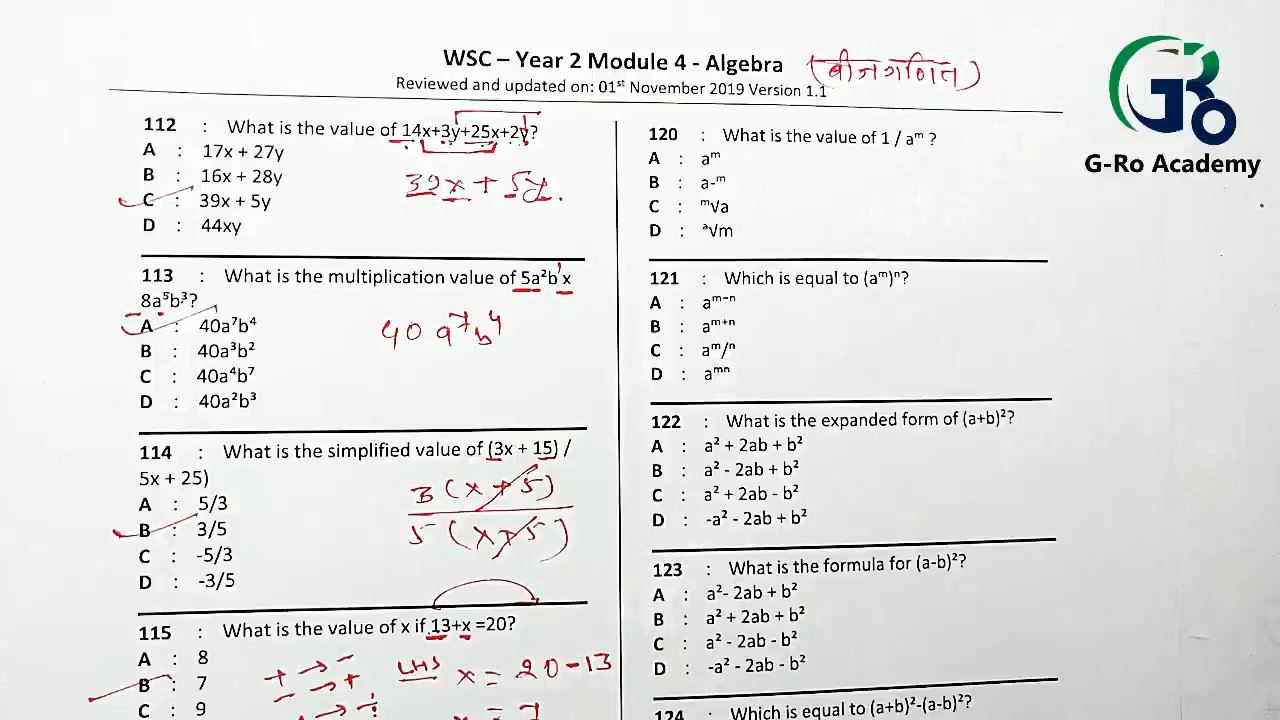 WSC – Year 2 Module 4 - Algebra (बीजगणित)
Reviewed and updated on: 01st November 2019 Version 1.1
G-Ro Academy
112 : What is the value of 14x+3y+25x+2y?
A : 17x + 27y
B : 16x + 28y
C : 39x + 5y
D : 44xy
39x + 5y.
113 : What is the multiplication value of 5a²b¹x
8a⁵b³?
A : 40a⁷b⁴
B : 40a³b²
C : 40a⁴b⁷
D : 40a²b³
40 a⁷b⁴
114 : What is the simplified value of (3x + 15) /
5x + 25)
A : 5/3
B : 3/5
C : -5/3
D : -3/5
3 (x + 5)
5 (x+5)
115 : What is the value of x if 13+x =20?
A : 8
B : 7
C : 9
+ → −
− → +
LHS x = 20-13
x = 7
120 : What is the value of 1 / aᵐ ?
A : aᵐ
B : a-ᵐ
C : ᵐVa
D : ᵃVm
121 : Which is equal to (aᵐ)ⁿ?
A : aᵐ⁻ⁿ
B : aᵐ⁺ⁿ
C : aᵐ/ⁿ
D : aᵐⁿ
122 : What is the expanded form of (a+b)²?
A : a² + 2ab + b²
B : a² - 2ab + b²
C : a² + 2ab - b²
D : -a² - 2ab + b²
123 : What is the formula for (a-b)²?
A : a²- 2ab + b²
B : a² + 2ab + b²
C : a² - 2ab - b²
D : -a² - 2ab - b²
124 : Which is equal to (a+b)²-(a-b)²?